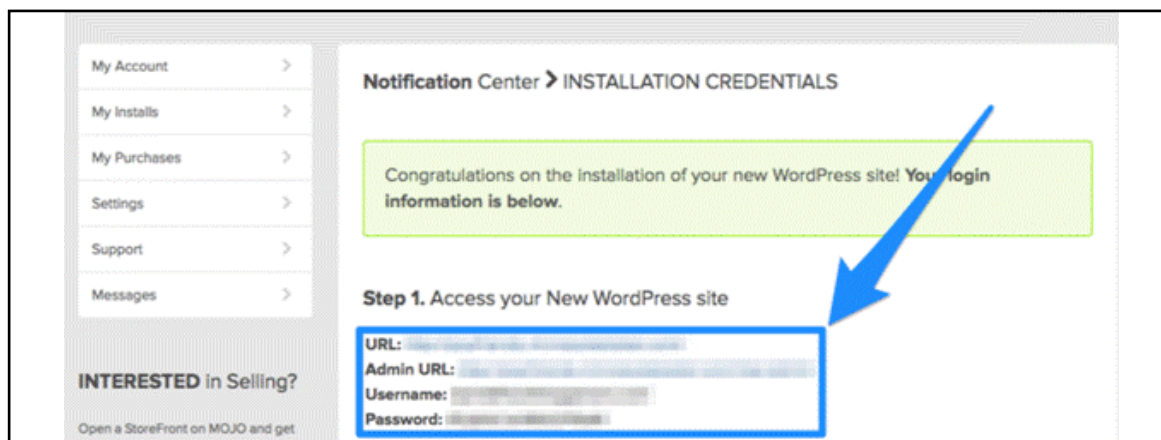 My Account
My Installs
My Purchases
Settings
Support
Messages
INTERESTED in Selling?
Open a StoreFront on MOJO and get
Notification Center > INSTALLATION CREDENTIALS
Congratulations on the installation of your new WordPress site! Your login
information is below.
Step 1. Access your New WordPress site
URL:
Admin URL:
Username:
Password: